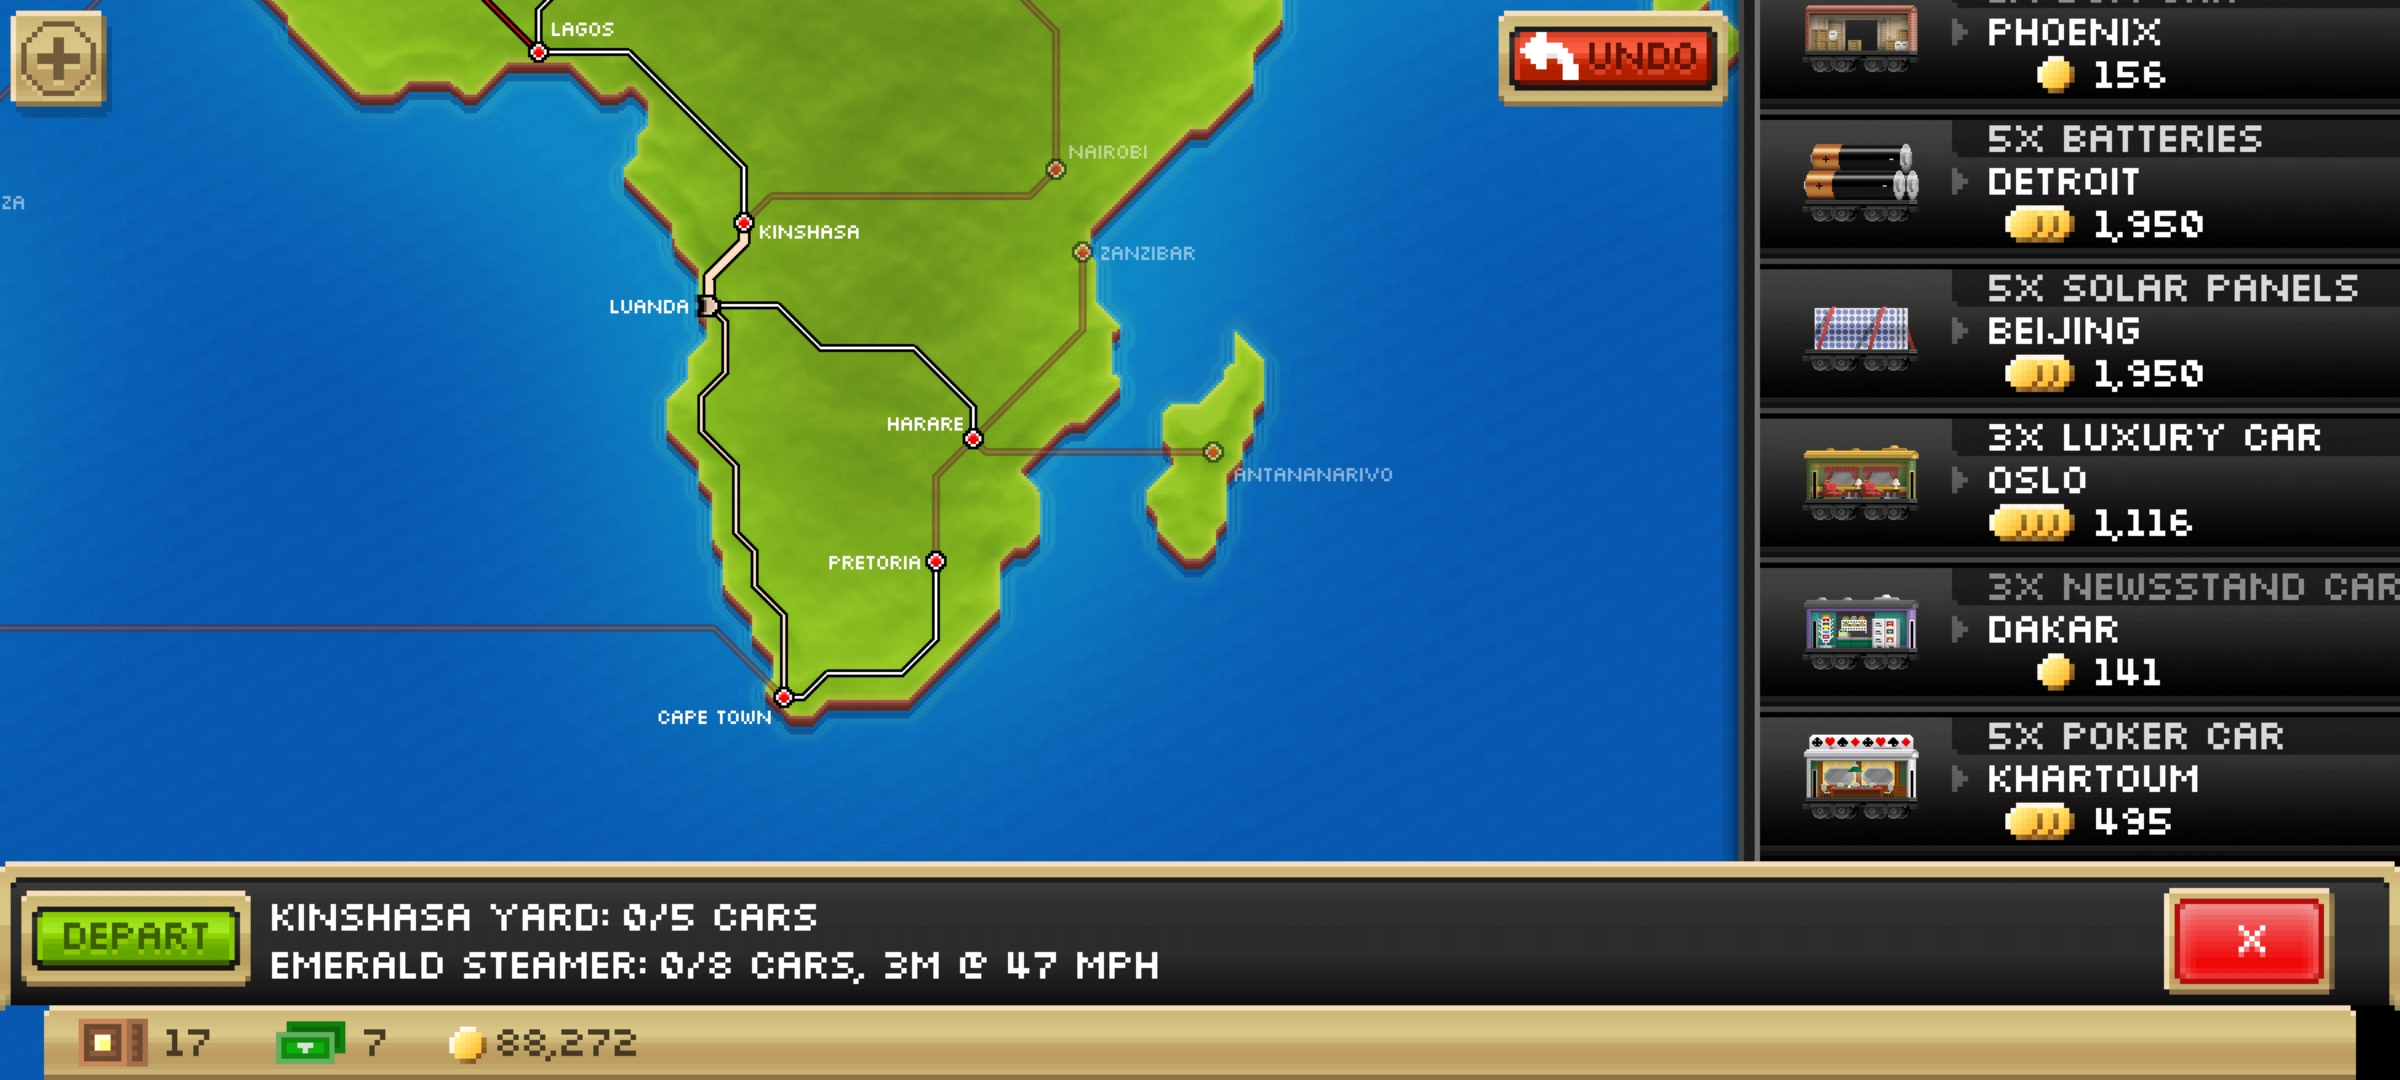 LAGOS
UNDO
NAIROBI
ZA
KINSHASA
ZANZIBAR
LUANDA
HARARE
ANTANANARIVO
PRETORIA
CAPE TOWN
PHOENIX
156
5X BATTERIES
DETROIT
1,950
5X SOLAR PANELS
BEIJING
1,950
3X LUXURY CAR
OSLO
1,116
3X NEWSSTAND CAR
DAKAR
141
5X POKER CAR
KHARTOUM
495
DEPART
KINSHASA YARD: 0/5 CARS
EMERALD STEAMER: 0/8 CARS, 3M @ 47 MPH
X
17
7
88,272